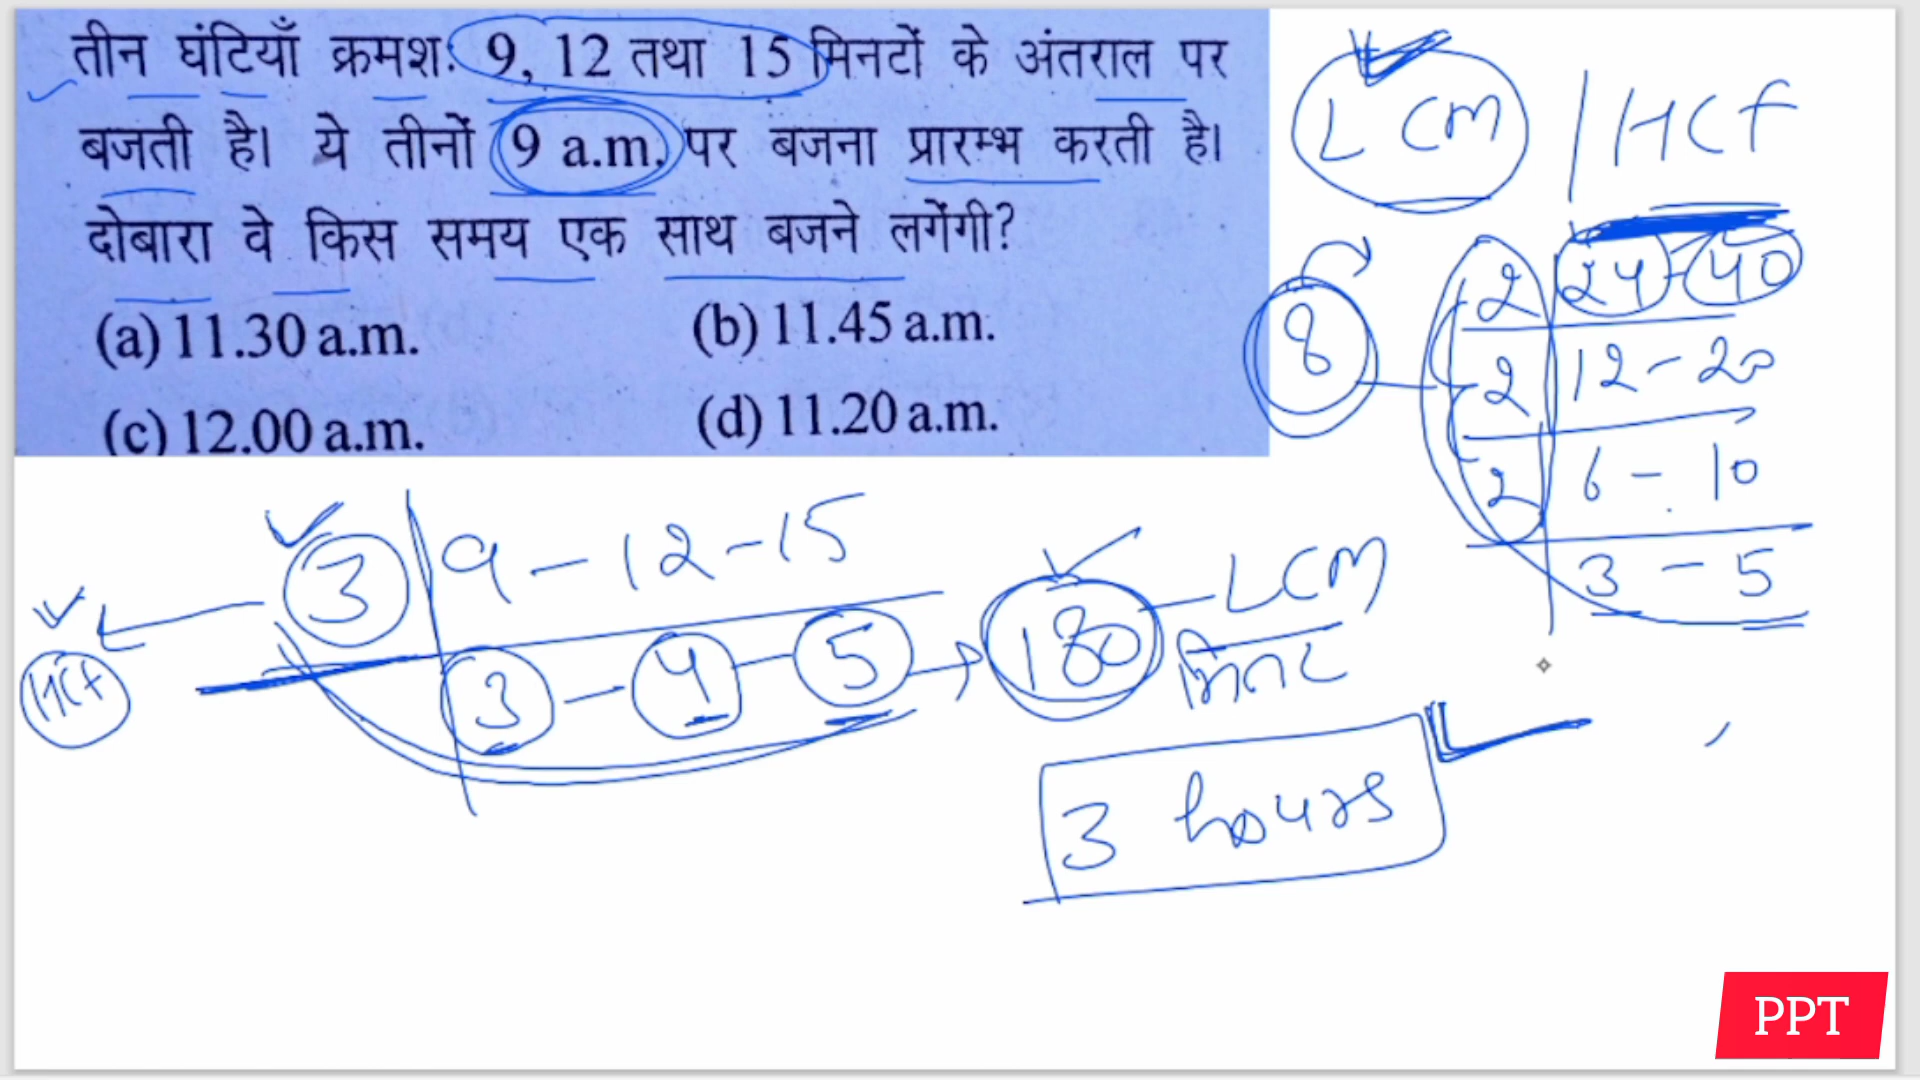 तीन घंटियाँ क्रमशः 9, 12 तथा 15 मिनटों के अंतराल पर
बजती है। ये तीनों 9 a.m. पर बजना प्रारम्भ करती है।
दोबारा वे किस समय एक साथ बजने लगेंगी?
(a) 11.30 a.m. (b) 11.45 a.m.
(c) 12.00 a.m. (d) 11.20 a.m.
LCM / HCF
8 2 24-40
2 12-20
2 6-10
3-5
3 9-12-15
HCF 3-4-5 180 - LCM
मिनट
3 hours
PPT